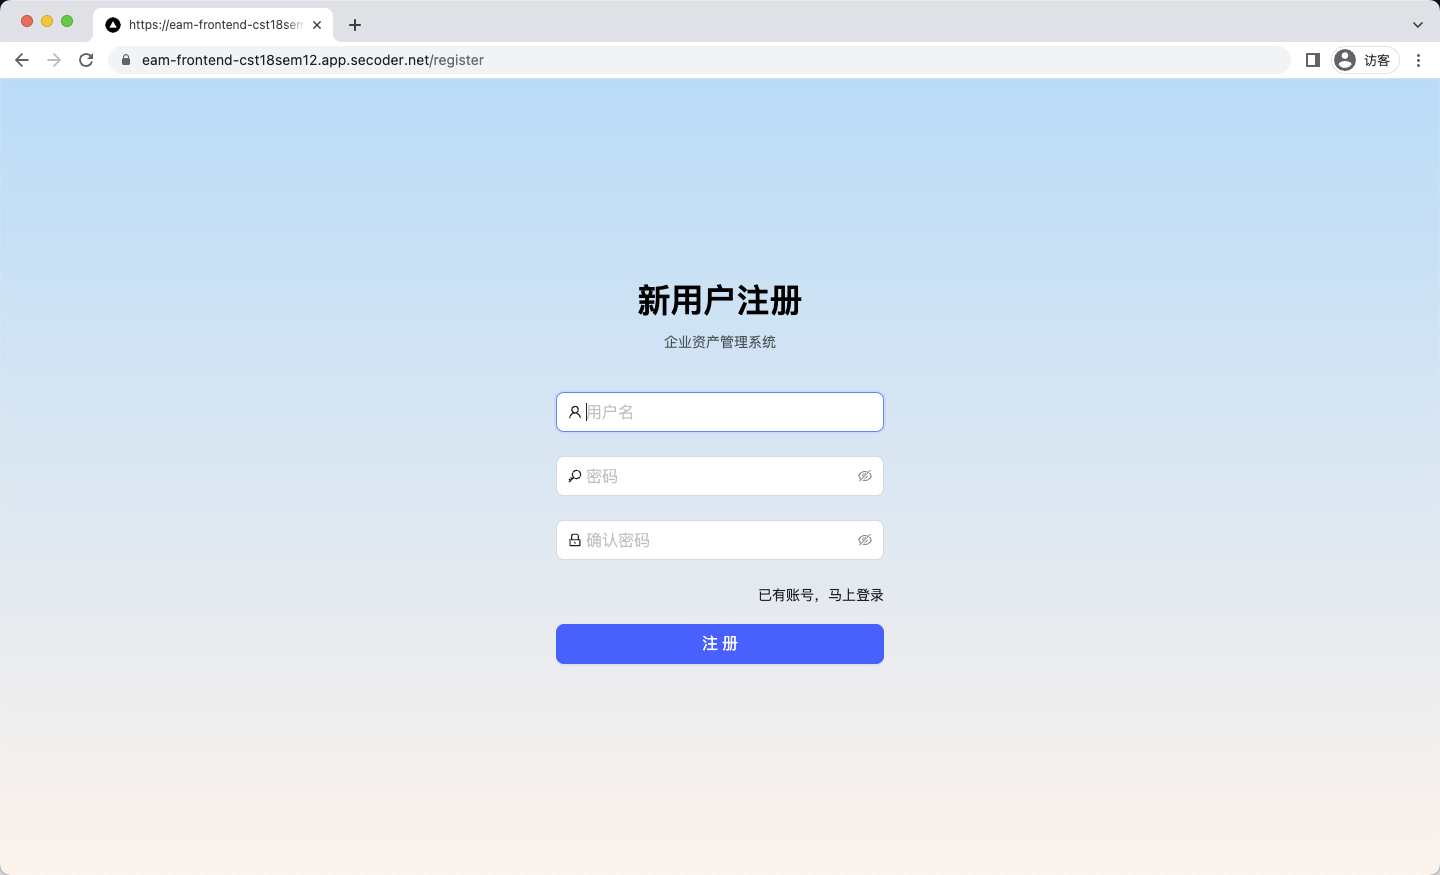 https://eam-frontend-cst18sem
eam-frontend-cst18sem12.app.secoder.net/register
访客
新用户注册
企业资产管理系统
用户名
密码
确认密码
已有账号，马上登录
注 册